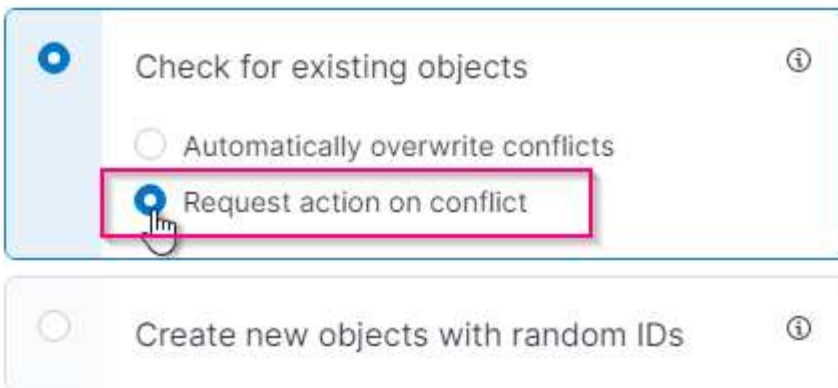 Check for existing objects
Automatically overwrite conflicts
Request action on conflict
Create new objects with random IDs